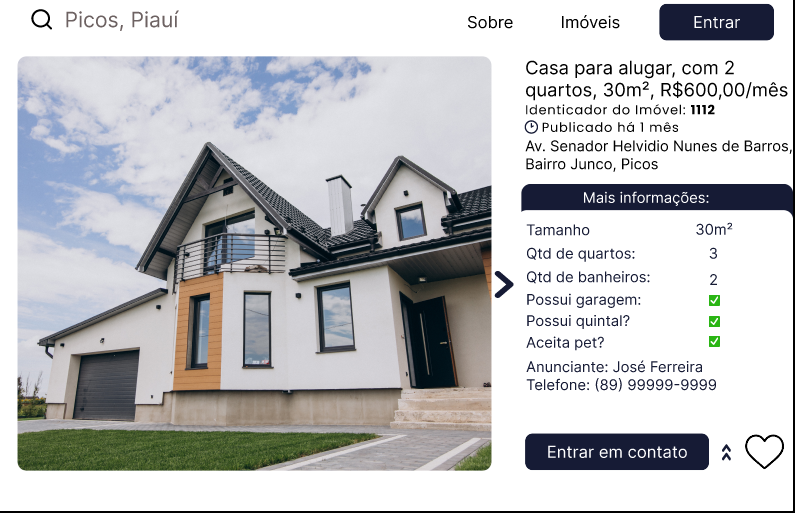 Picos, Piauí
Sobre
Imóveis
Entrar
Casa para alugar, com 2
quartos, 30m², R$600,00/mês
Identicador do Imóvel: 1112
Publicado há 1 mês
Av. Senador Helvidio Nunes de Barros,
Bairro Junco, Picos
Mais informações:
Tamanho 30m²
Qtd de quartos: 3
Qtd de banheiros: 2
Possui garagem: ✅
Possui quintal? ✅
Aceita pet? ✅
Anunciante: José Ferreira
Telefone: (89) 99999-9999
Entrar em contato